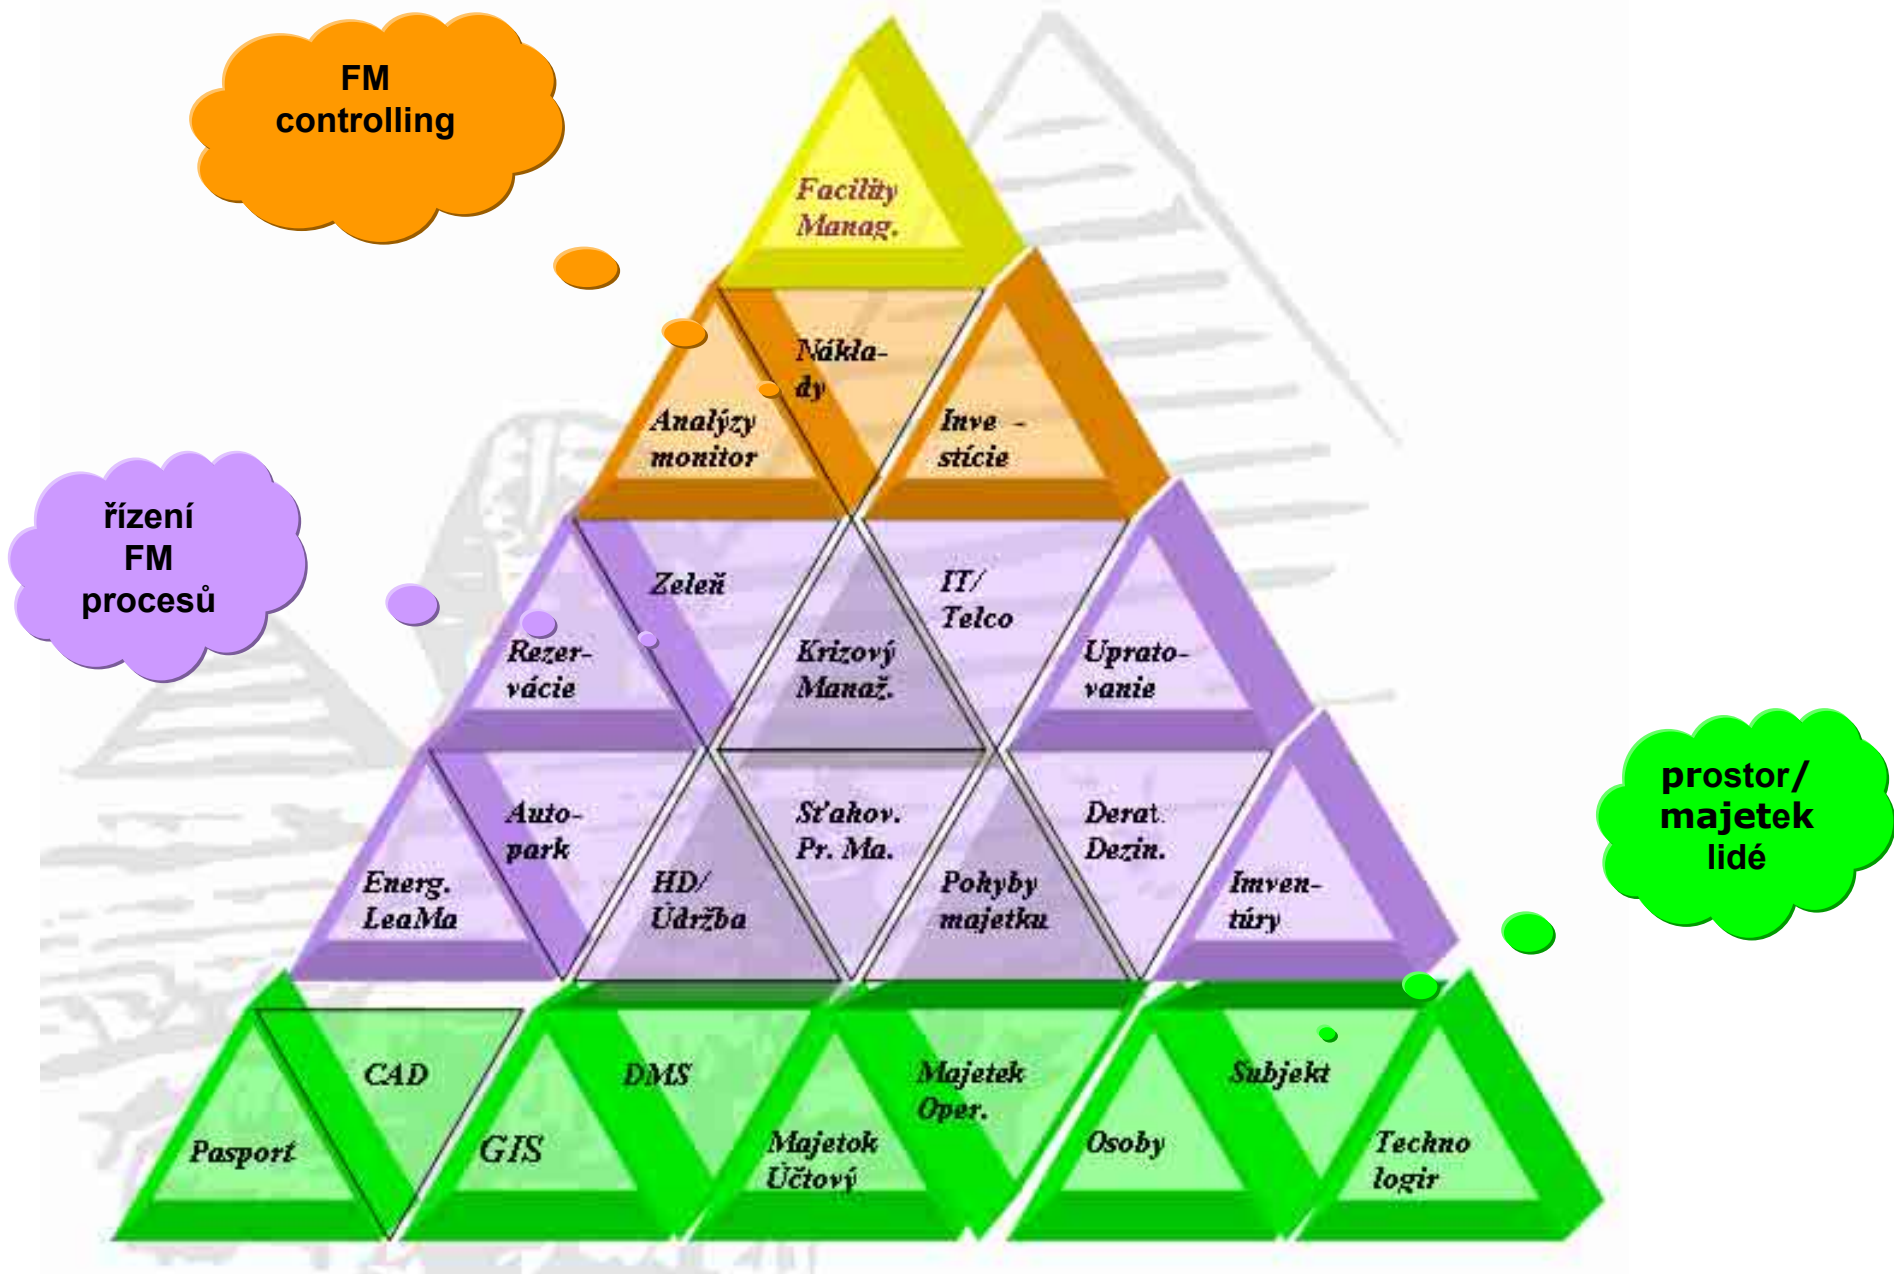 FM
controlling
Facility
Manag.
Nákla-
dy
Analýzy
monitor
Inve -
stície
řízení
FM
procesů
Zeleň
IT/
Telco
Rezer-
vácie
Krizový
Manaž.
Uprato-
vanie
prostor/
majetek
lidé
Auto-
park
Sťahov.
Pr. Ma.
Derat.
Dezin.
Energ.
LeaMa
HD/
Údržba
Pohyby
majetku
Imven-
túry
CAD
DMS
Majetek
Oper.
Subjekt
Pasport
GIS
Majetok
Účtový
Osoby
Techno
logir